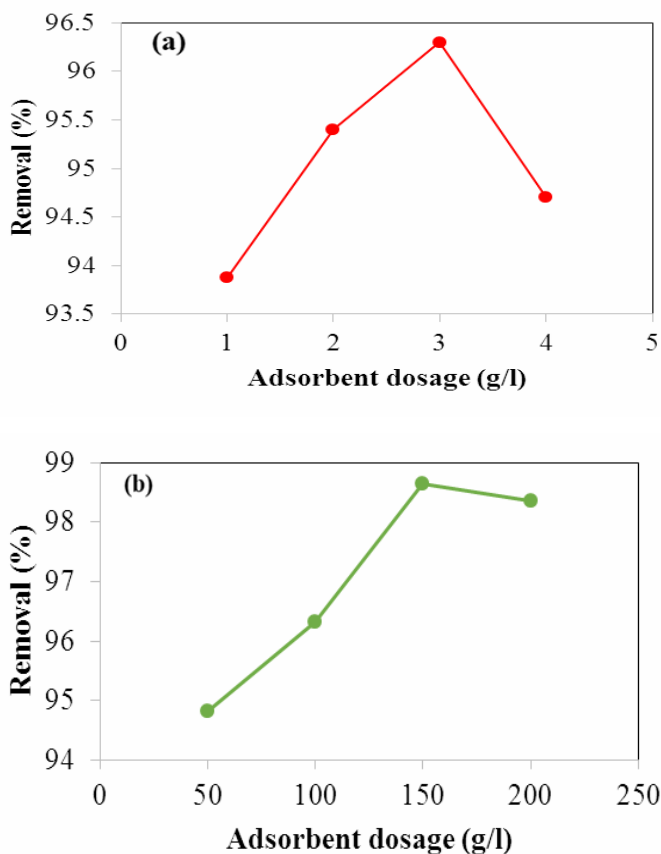 (a)
Removal (%)
96.5
96
95.5
95
94.5
94
93.5
0 1 2 3 4 5
Adsorbent dosage (g/l)
(b)
Removal (%)
99
98
97
96
95
94
0 50 100 150 200 250
Adsorbent dosage (g/l)